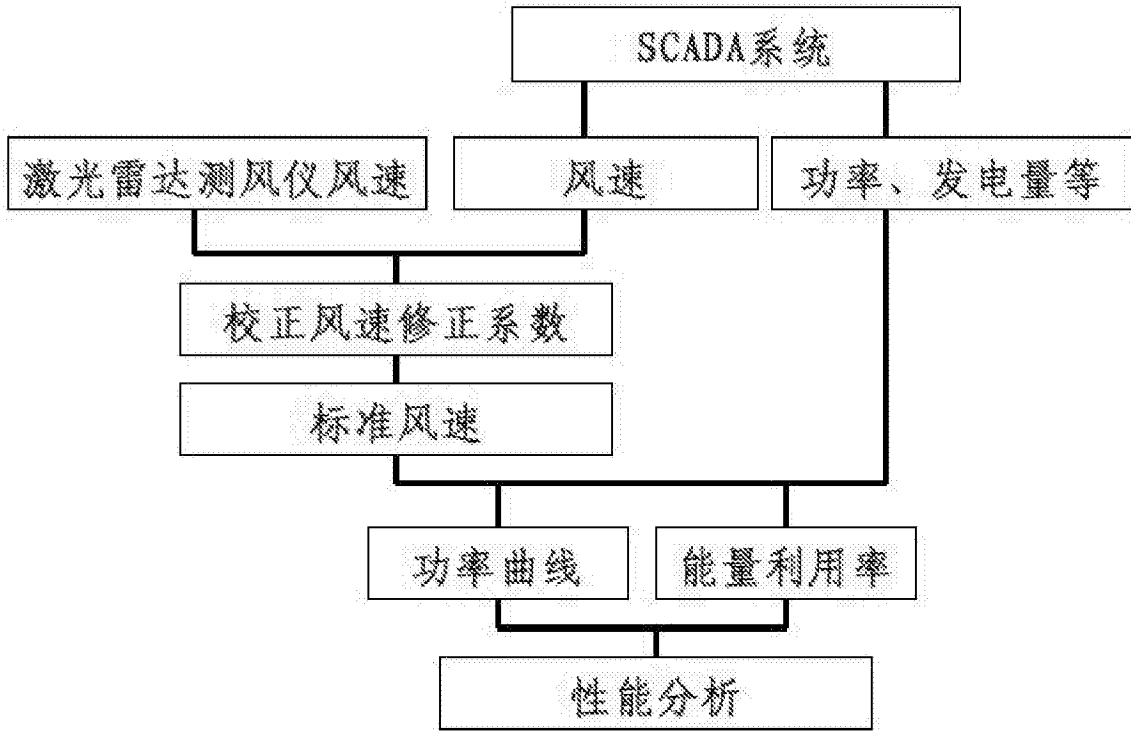 SCADA系统
激光雷达测风仪风速
风速
功率、发电量等
校正风速修正系数
标准风速
功率曲线
能量利用率
性能分析